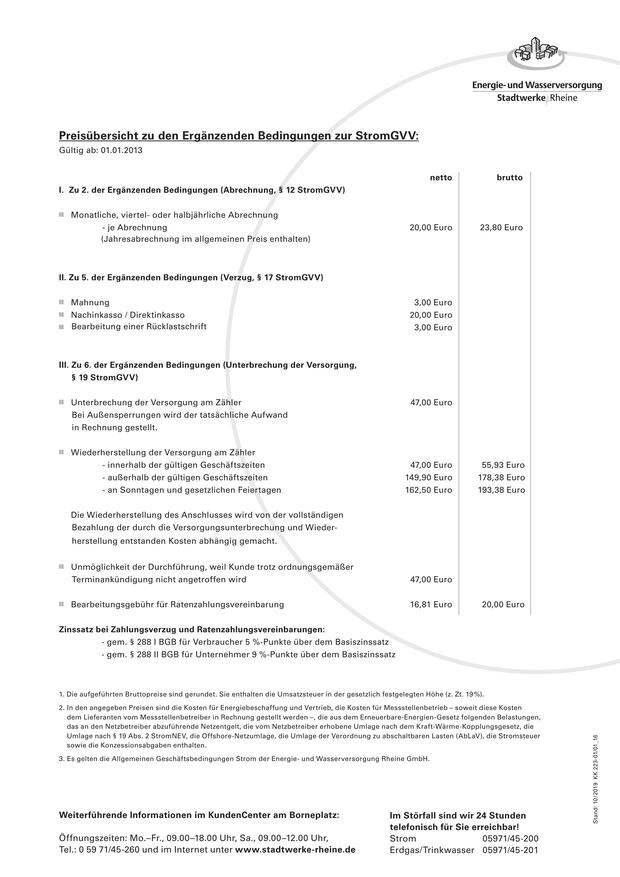 Energie- und Wasserversorgung
Stadtwerke Rheine
Preisübersicht zu den Ergänzenden Bedingungen zur StromGVV:
Gültig ab: 01.01.2013
netto brutto
I. Zu 2. der Ergänzenden Bedingungen (Abrechnung, § 12 StromGVV)
Monatliche, viertel- oder halbjährliche Abrechnung
- je Abrechnung 20,00 Euro 23,80 Euro
(Jahresabrechnung im allgemeinen Preis enthalten)
II. Zu 5. der Ergänzenden Bedingungen (Verzug, § 17 StromGVV)
Mahnung 3,00 Euro
Nachinkasso / Direktinkasso 20,00 Euro
Bearbeitung einer Rücklastschrift 3,00 Euro
III. Zu 6. der Ergänzenden Bedingungen (Unterbrechung der Versorgung,
§ 19 StromGVV)
Unterbrechung der Versorgung am Zähler 47,00 Euro
Bei Außensperrungen wird der tatsächliche Aufwand
in Rechnung gestellt.
Wiederherstellung der Versorgung am Zähler
- innerhalb der gültigen Geschäftszeiten 47,00 Euro 55,93 Euro
- außerhalb der gültigen Geschäftszeiten 149,90 Euro 178,38 Euro
- an Sonntagen und gesetzlichen Feiertagen 162,50 Euro 193,38 Euro
Die Wiederherstellung des Anschlusses wird von der vollständigen
Bezahlung der durch die Versorgungsunterbrechung und Wieder-
herstellung entstanden Kosten abhängig gemacht.
Unmöglichkeit der Durchführung, weil Kunde trotz ordnungsgemäßer
Terminankündigung nicht angetroffen wird 47,00 Euro
Bearbeitungsgebühr für Ratenzahlungsvereinbarung 16,81 Euro 20,00 Euro
Zinssatz bei Zahlungsverzug und Ratenzahlungsvereinbarungen:
- gem. § 288 I BGB für Verbraucher 5 %-Punkte über dem Basiszinssatz
- gem. § 288 II BGB für Unternehmer 9 %-Punkte über dem Basiszinssatz
1. Die aufgeführten Bruttopreise sind gerundet. Sie enthalten die Umsatzsteuer in der gesetzlich festgelegten Höhe (z. Zt. 19%).
2. In den angegeben Preisen sind die Kosten für Energiebeschaffung und Vertrieb, die Kosten für Messstellenbetrieb – soweit diese Kosten
dem Lieferanten vom Messstellenbetreiber in Rechnung gestellt werden –, die aus dem Erneuerbare-Energien-Gesetz folgenden Belastungen,
das an den Netzbetreiber abzuführende Netzentgelt, die vom Netzbetreiber erhobene Umlage nach dem Kraft-Wärme-Kopplungsgesetz, die
Umlage nach § 19 Abs. 2 StromNEV, die Offshore-Netzumlage, die Umlage der Verordnung zu abschaltbaren Lasten (AbLaV), die Stromsteuer
sowie die Konzessionsabgaben enthalten.
3. Es gelten die Allgemeinen Geschäftsbedingungen Strom der Energie- und Wasserversorgung Rheine GmbH.
Stand: 10/2019 KK 223-01/01_16
Weiterführende Informationen im KundenCenter am Borneplatz:
Öffnungszeiten: Mo.–Fr., 09.00–18.00 Uhr, Sa., 09.00–12.00 Uhr,
Tel.: 0 59 71/45-260 und im Internet unter www.stadtwerke-rheine.de
Im Störfall sind wir 24 Stunden
telefonisch für Sie erreichbar!
Strom 05971/45-200
Erdgas/Trinkwasser 05971/45-201